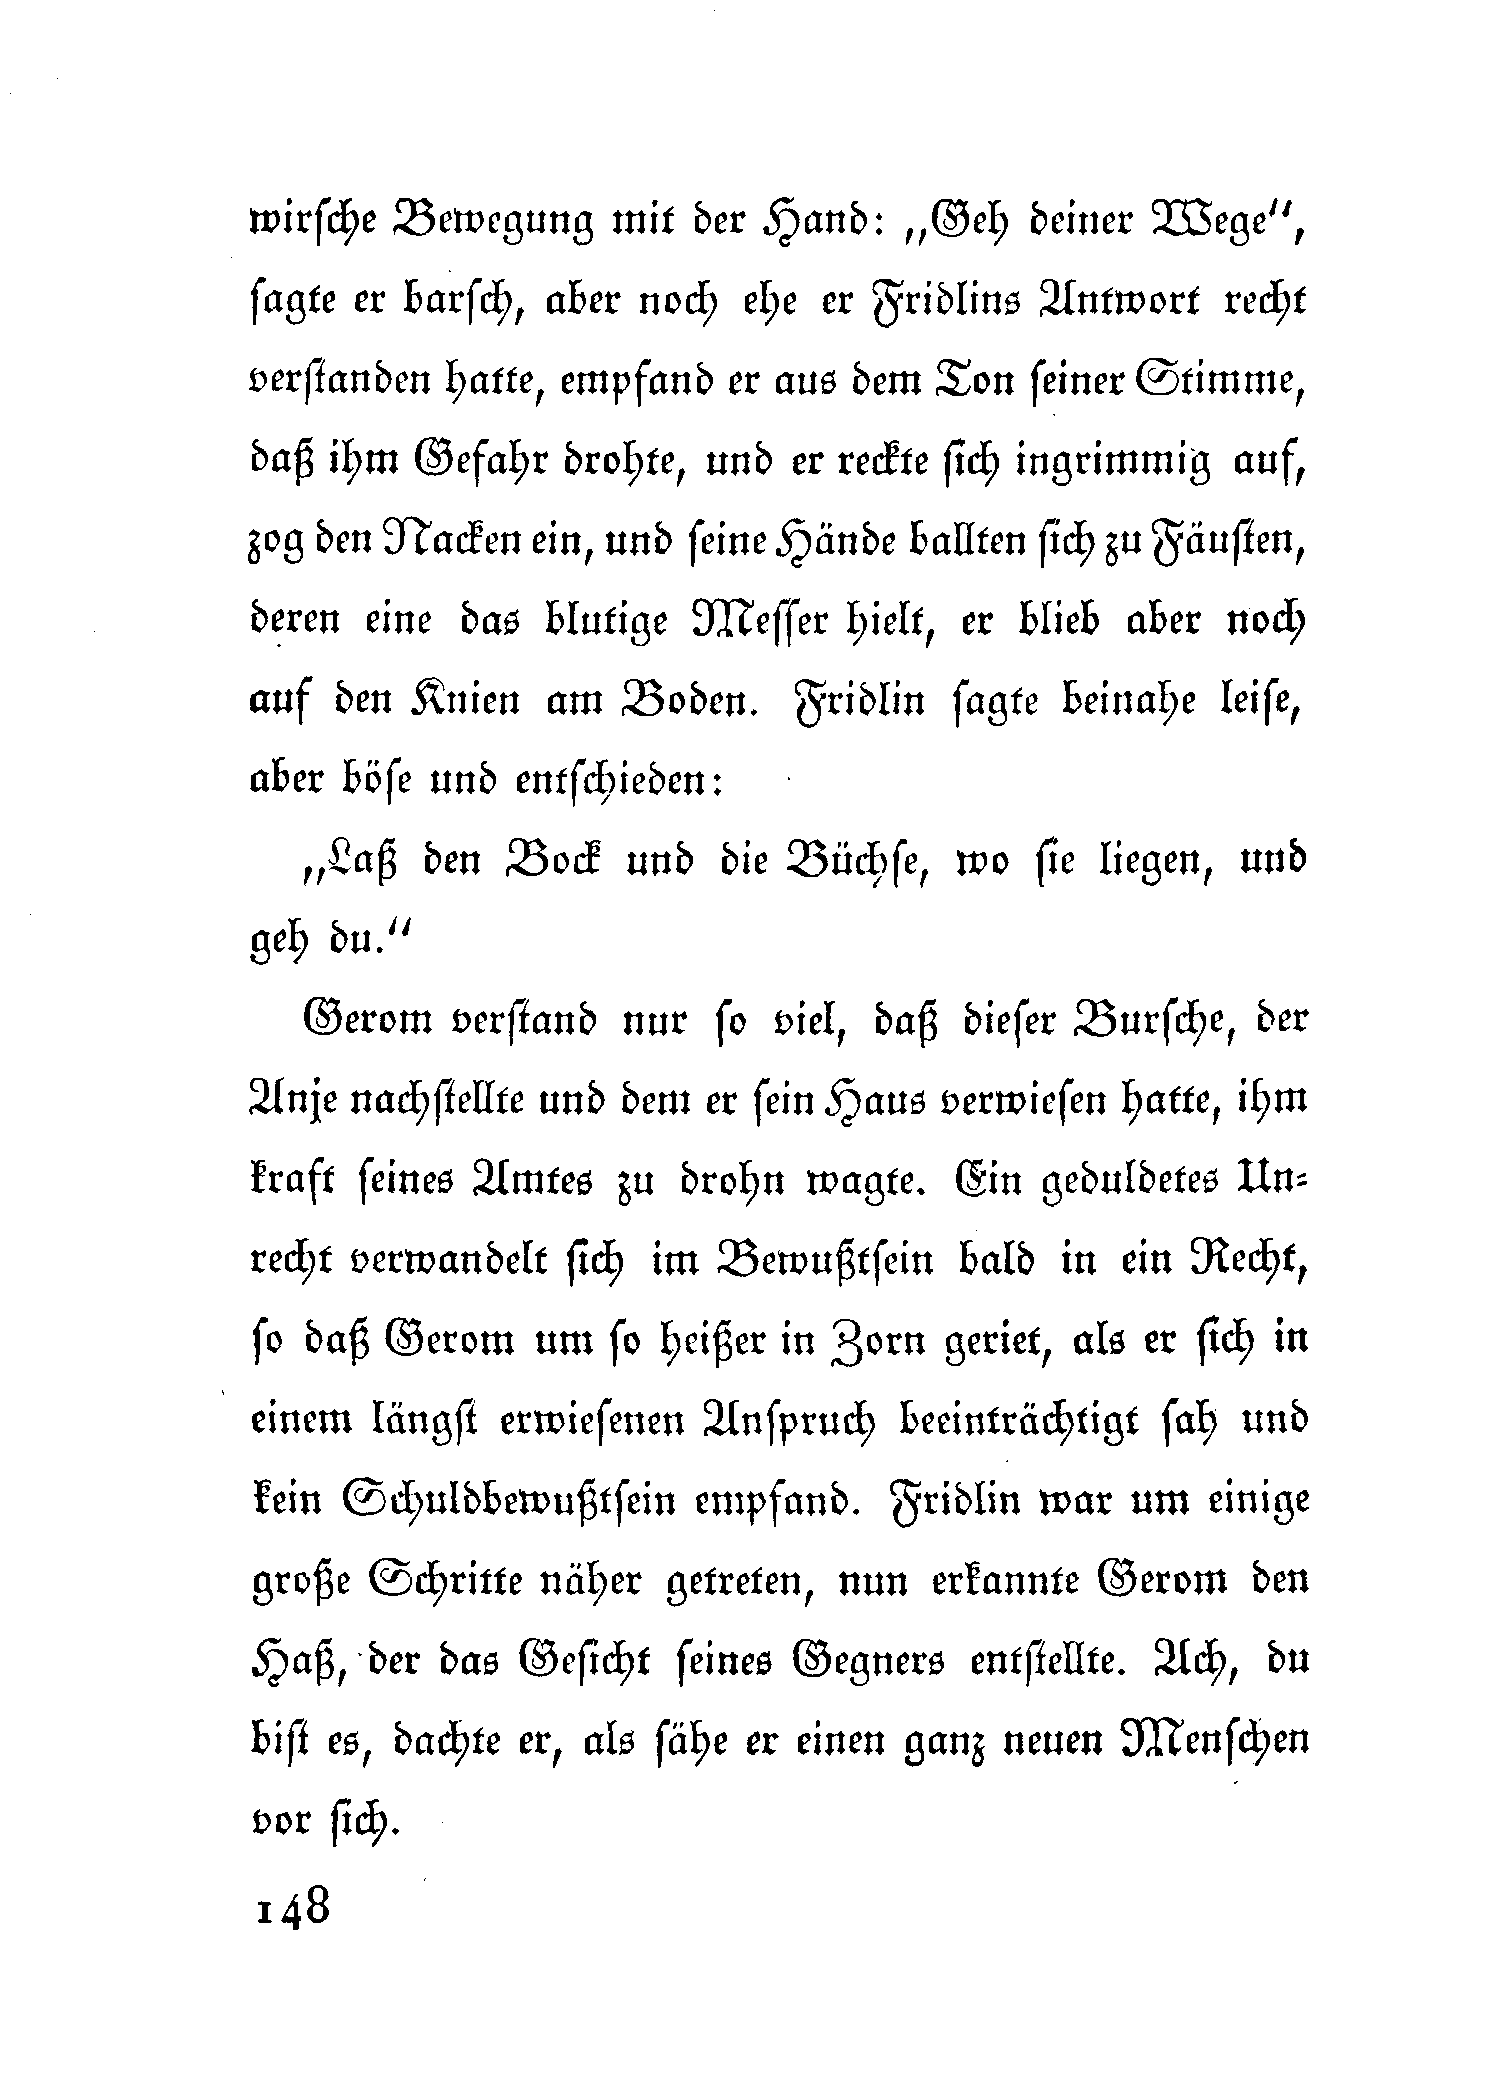 wirsche Bewegung mit der Hand: „Geh deiner Wege“,
sagte er barsch, aber noch ehe er Fridlins Antwort recht
verstanden hatte, empfand er aus dem Ton seiner Stimme,
daß ihm Gefahr drohte, und er reckte sich ingrimmig auf,
zog den Nacken ein, und seine Hände ballten sich zu Fäusten,
deren eine das blutige Messer hielt, er blieb aber noch
auf den Knien am Boden. Fridlin sagte beinahe leise,
aber böse und entschieden:
„Laß den Bock und die Büchse, wo sie liegen, und
geh du.“
Gerom verstand nur so viel, daß dieser Bursche, der
Anje nachstellte und dem er sein Haus verwiesen hatte, ihm
kraft seines Amtes zu drohn wagte. Ein geduldetes Un-
recht verwandelt sich im Bewußtsein bald in ein Recht,
so daß Gerom um so heißer in Zorn geriet, als er sich in
einem längst erwiesenen Anspruch beeinträchtigt sah und
kein Schuldbewußtsein empfand. Fridlin war um einige
große Schritte näher getreten, nun erkannte Gerom den
Haß, der das Gesicht seines Gegners entstellte. Ach, du
bist es, dachte er, als sähe er einen ganz neuen Menschen
vor sich.
148